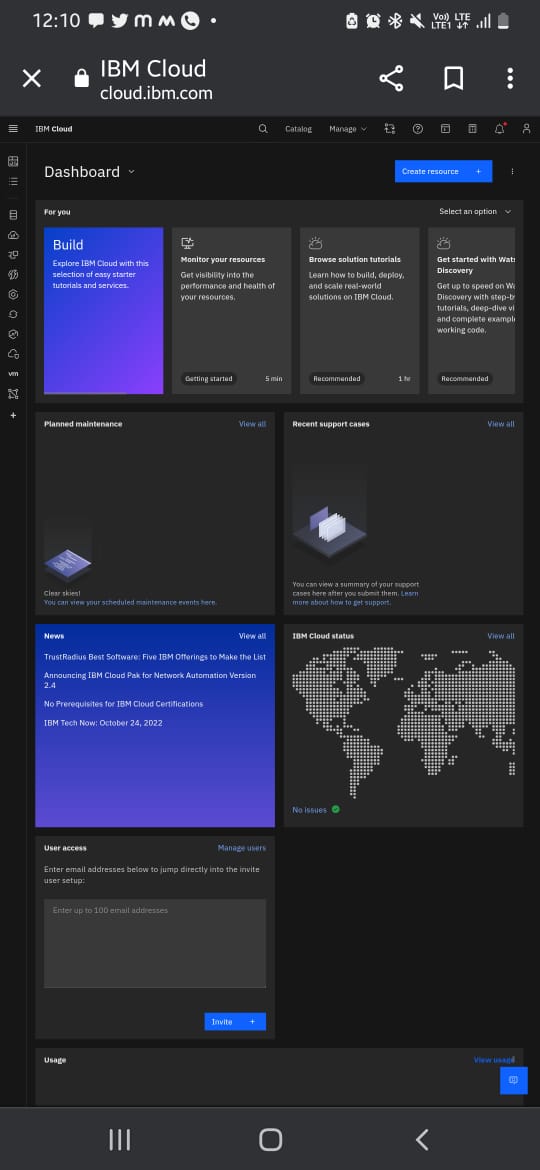 12:10
Vo)) LTE
LTE1
IBM Cloud
cloud.ibm.com
IBM Cloud
Catalog
Manage
Dashboard
Create resource +
For you
Select an option
Build
Explore IBM Cloud with this
selection of easy starter
tutorials and services.
Monitor your resources
Get visibility into the
performance and health of
your resources.
Getting started
5 min
Browse solution tutorials
Learn how to build, deploy,
and scale real-world
solutions on IBM Cloud.
Recommended
1 hr
Get started with Wats
Discovery
Get up to speed on Wa
Discovery with step-b
tutorials, deep-dive vi
and complete example
working code.
Recommended
vm
+
Planned maintenance
View all
Clear skies!
You can view your scheduled maintenance events here.
Recent support cases
View all
You can view a summary of your support
cases here after you submit them. Learn
more about how to get support.
News
View all
TrustRadius Best Software: Five IBM Offerings to Make the List
Announcing IBM Cloud Pak for Network Automation Version
2.4
No Prerequisites for IBM Cloud Certifications
IBM Tech Now: October 24, 2022
IBM Cloud status
View all
No issues
User access
Manage users
Enter email addresses below to jump directly into the invite
user setup:
Enter up to 100 email addresses
Invite +
Usage
View usage